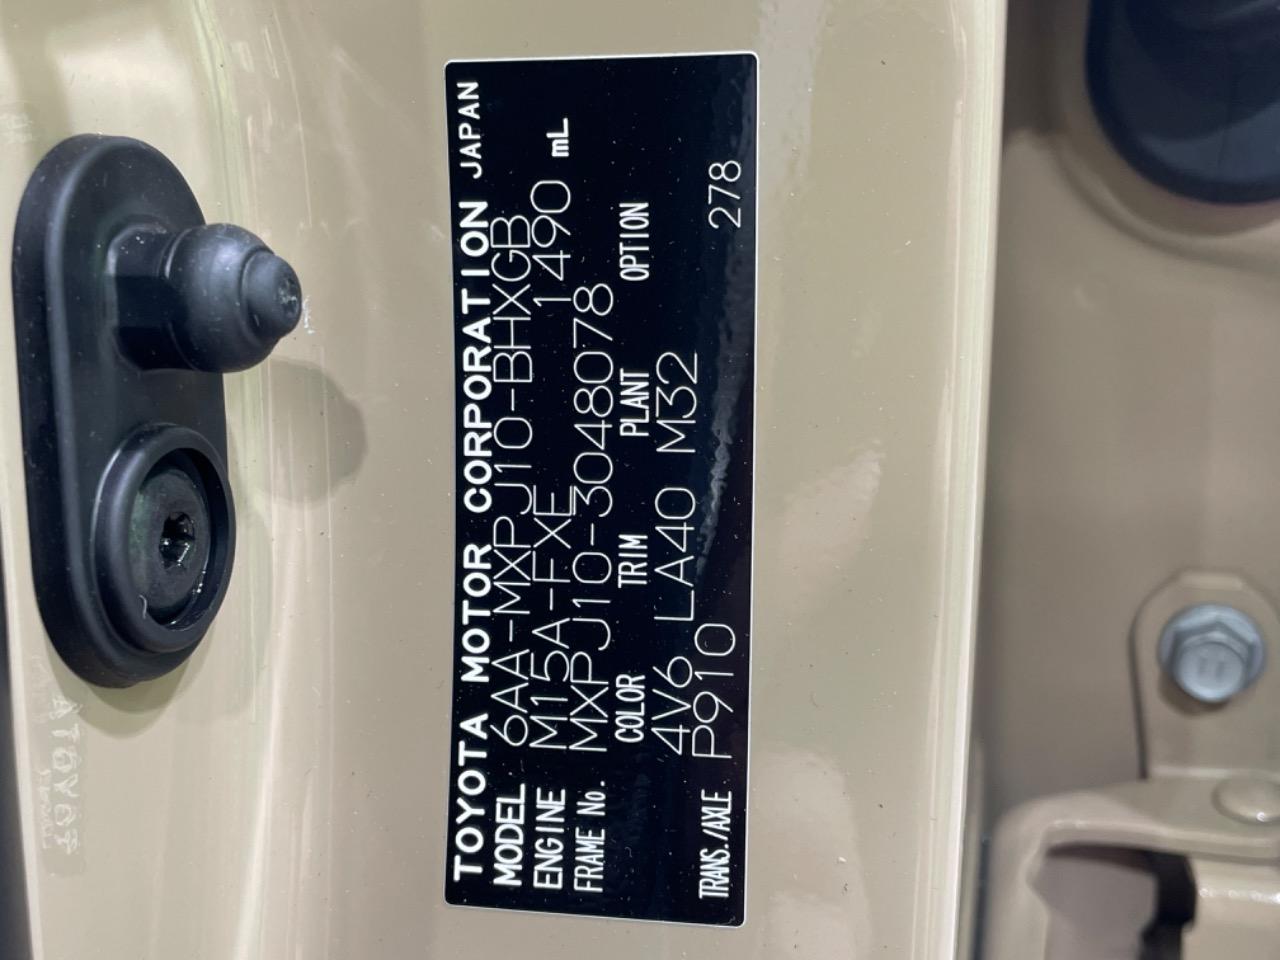 TOYOTA MOTOR CORPORATION JAPAN
MODEL 6AA-MXPJ10-BHXGB
ENGINE M15A-FXE 1490 mL
FRAME No. MXPJ10-3048078
COLOR TRIM PLANT OPTION
4V6 LA40 M32
TRANS./AXLE P910 278